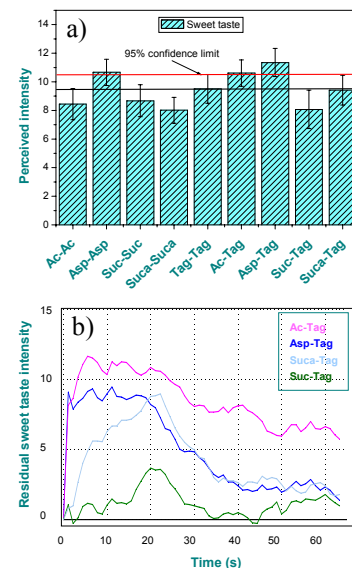 a)
Sweet taste
95% confidence limit
14
12
10
8
6
4
2
0
Perceived intensity
Ac-Ac
Asp-Asp
Suc-Suc
Suca-Suca
Tag-Tag
Ac-Tag
Asp-Tag
Suc-Tag
Suca-Tag
b)
Ac-Tag
Asp-Tag
Suca-Tag
Suc-Tag
15
10
5
0
Residual sweet taste intensity
0 10 20 30 40 50 60
Time (s)